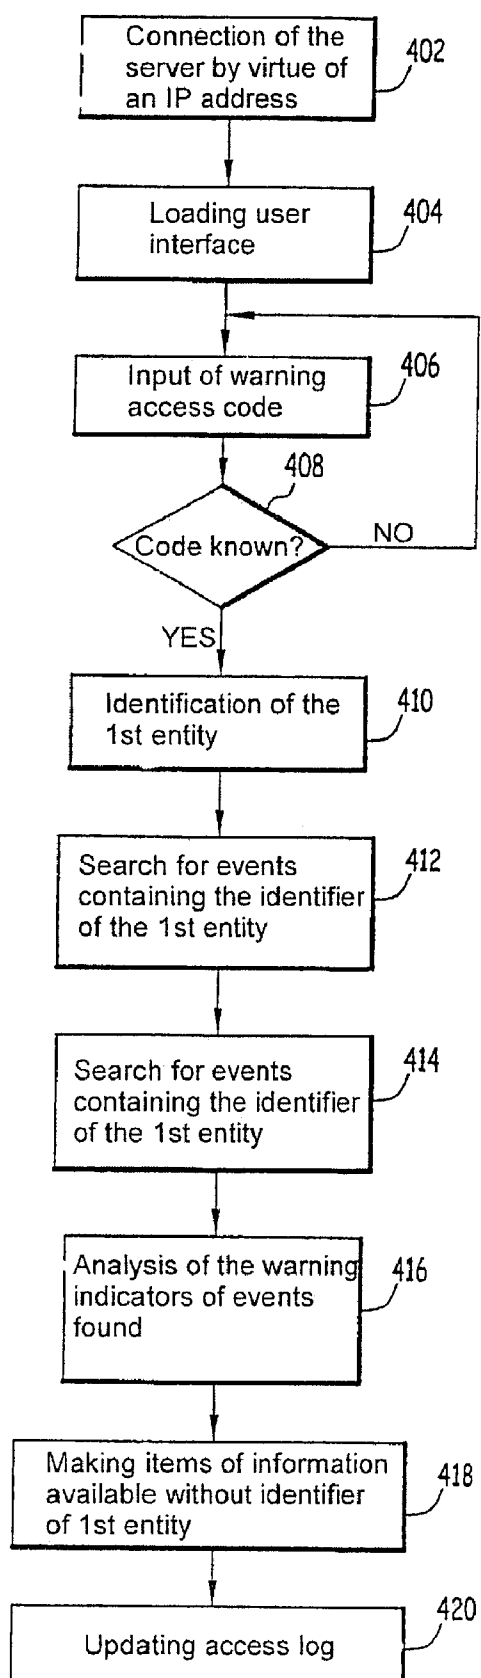 Connection of the
server by virtue of
an IP address
402
Loading user
interface
404
Input of warning
access code
406
408
Code known?
NO
YES
Identification of the
1st entity
410
Search for events
containing the identifier
of the 1st entity
412
Search for events
containing the identifier
of the 1st entity
414
Analysis of the warning
indicators of events
found
416
Making items of information
available without identifier
of 1st entity
418
Updating access log
420